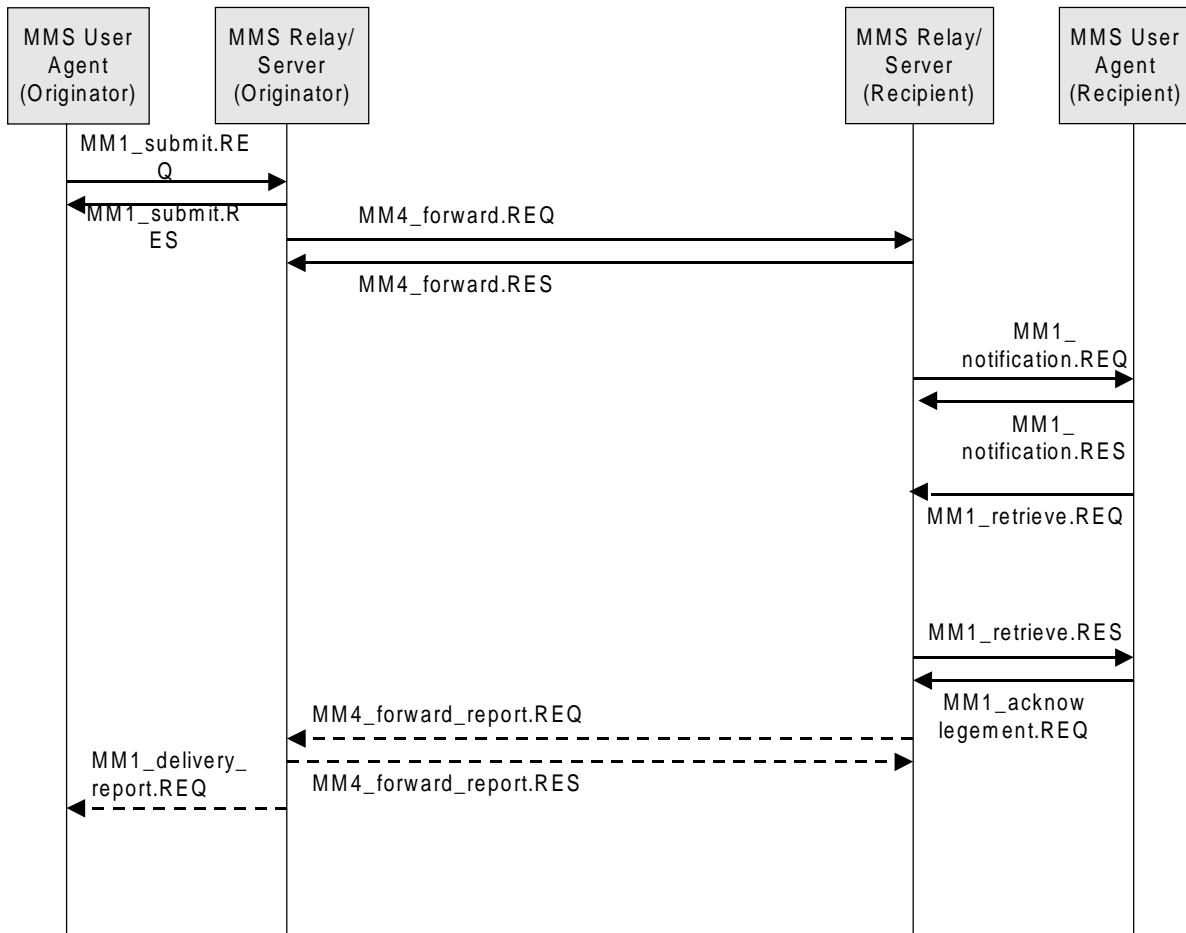 MMS User
Agent
(Originator)
MMS Relay/
Server
(Originator)
MMS Relay/
Server
(Recipient)
MMS User
Agent
(Recipient)
MM1_submit.RE
Q
MM1_submit.R
ES
MM4_forward.REQ
MM4_forward.RES
MM1_
notification.REQ
MM1_
notification.RES
MM1_retrieve.REQ
MM1_retrieve.RES
MM1_acknow
legement.REQ
MM4_forward_report.REQ
MM1_delivery_
report.REQ
MM4_forward_report.RES